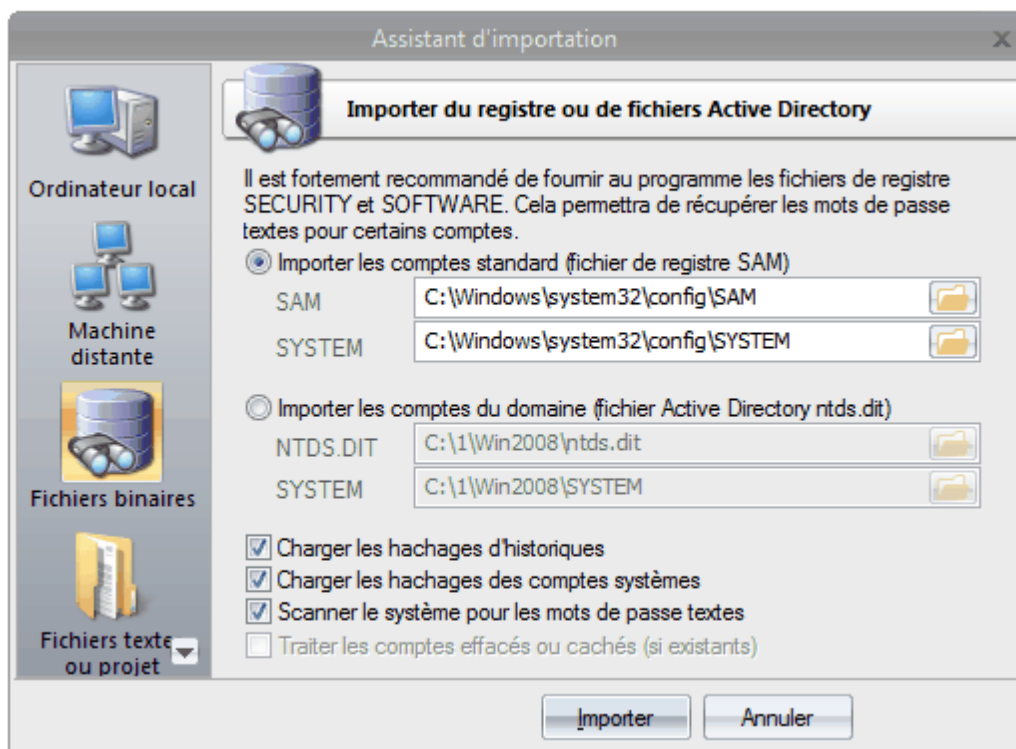 Assistant d'importation
Ordinateur local
Machine
distante
Fichiers binaires
Fichiers texte
ou projet
Importer du registre ou de fichiers Active Directory
Il est fortement recommandé de fournir au programme les fichiers de registre
SECURITY et SOFTWARE. Cela permettra de récupérer les mots de passe
textes pour certains comptes.
Importer les comptes standard (fichier de registre SAM)
SAM C:\Windows\system32\config\SAM
SYSTEM C:\Windows\system32\config\SYSTEM
Importer les comptes du domaine (fichier Active Directory ntds.dit)
NTDS.DIT C:\1\Win2008\ntds.dit
SYSTEM C:\1\Win2008\SYSTEM
Charger les hachages d'historiques
Charger les hachages des comptes systèmes
Scanner le système pour les mots de passe textes
Traiter les comptes effacés ou cachés (si existants)
Importer Annuler